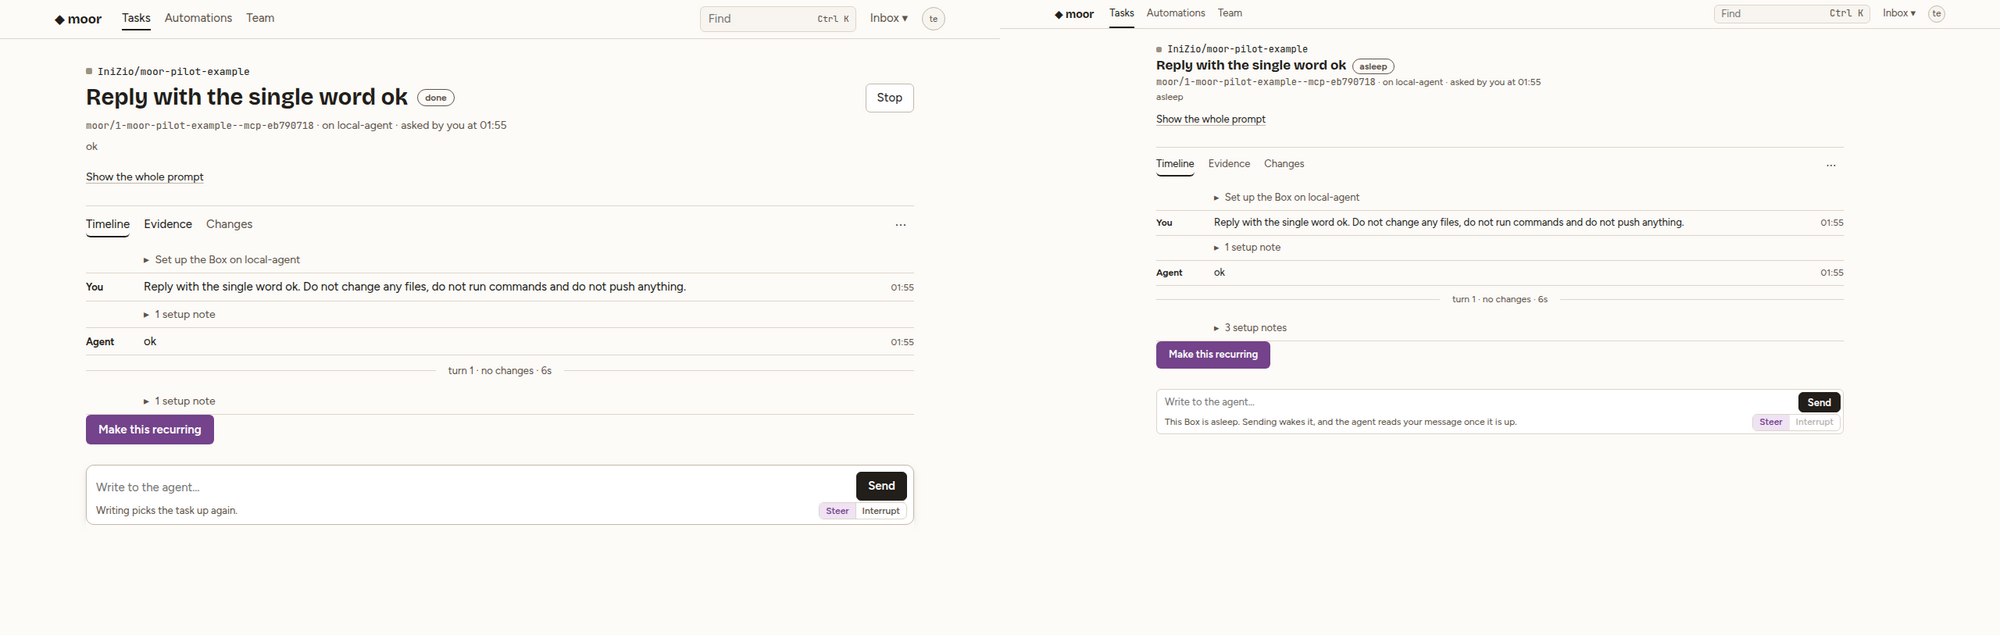 ◆ moor Tasks Automations Team Find Ctrl K Inbox ▾ te
IniZio/moor-pilot-example
Reply with the single word ok done Stop
moor/1-moor-pilot-example--mcp-eb790718 · on local-agent · asked by you at 01:55
ok
Show the whole prompt
Timeline Evidence Changes ...
▸ Set up the Box on local-agent
You Reply with the single word ok. Do not change any files, do not run commands and do not push anything. 01:55
▸ 1 setup note
Agent ok 01:55
turn 1 · no changes · 6s
▸ 1 setup note
Make this recurring
Write to the agent... Send
Writing picks the task up again. Steer Interrupt
◆ moor Tasks Automations Team Find Ctrl K Inbox ▾ te
IniZio/moor-pilot-example
Reply with the single word ok asleep
moor/1-moor-pilot-example--mcp-eb790718 · on local-agent · asked by you at 01:55
asleep
Show the whole prompt
Timeline Evidence Changes ...
▸ Set up the Box on local-agent
You Reply with the single word ok. Do not change any files, do not run commands and do not push anything. 01:55
▸ 1 setup note
Agent ok 01:55
turn 1 · no changes · 6s
▸ 3 setup notes
Make this recurring
Write to the agent... Send
This Box is asleep. Sending wakes it, and the agent reads your message once it is up. Steer Interrupt